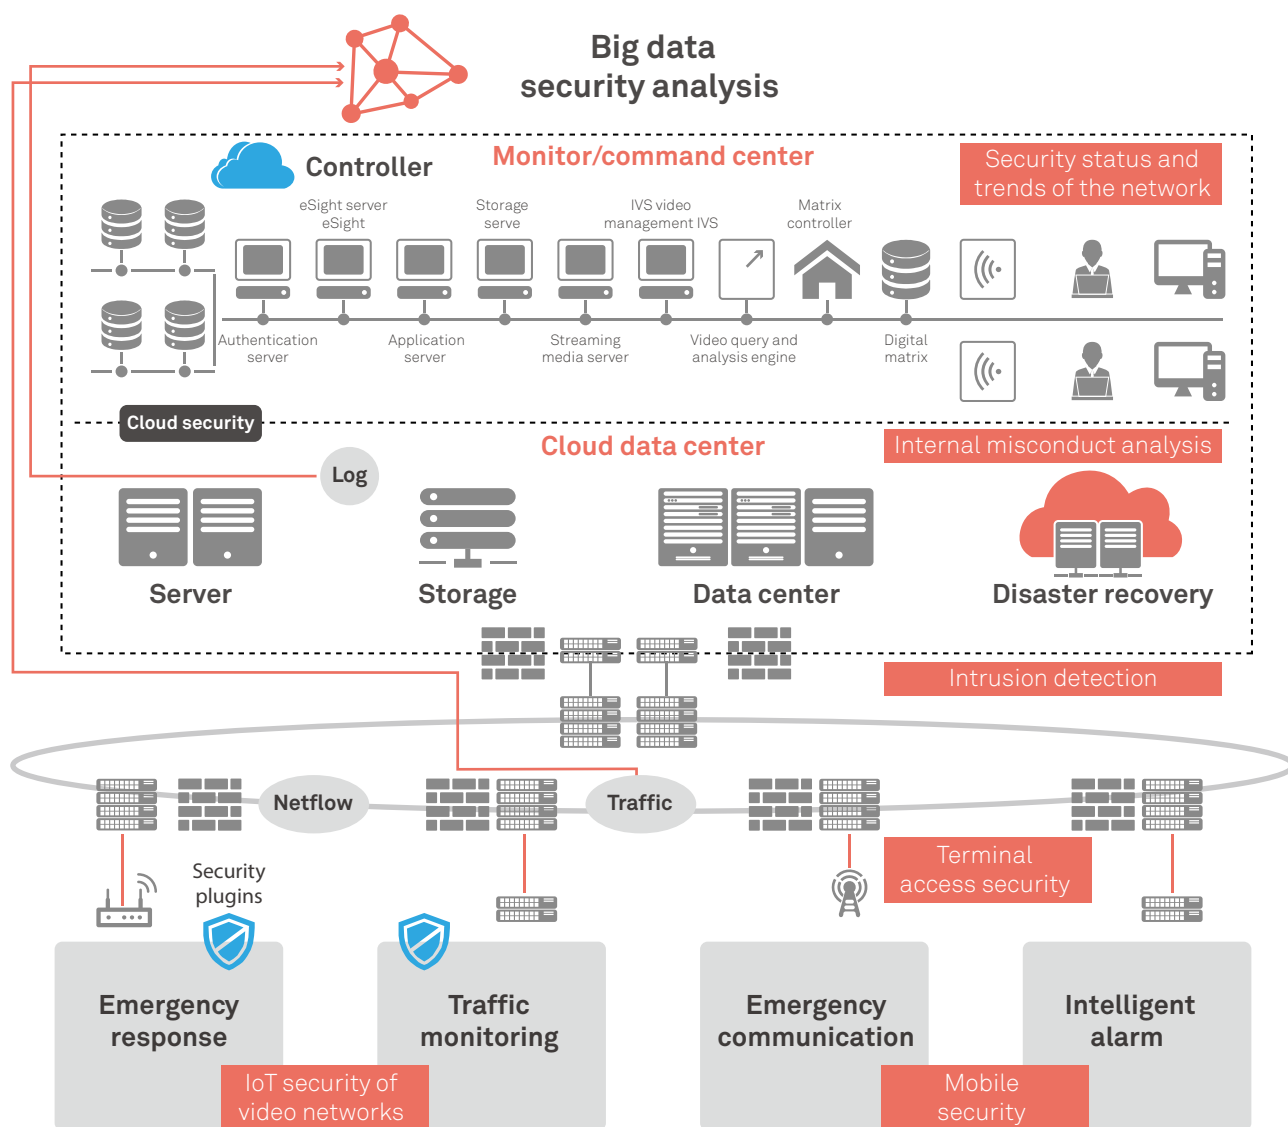 Big data
security analysis
Controller
Monitor/command center
Security status and
trends of the network
eSight server
eSight
Storage
serve
IVS video
management IVS
Matrix
controller
Authentication
server
Application
server
Streaming
media server
Video query and
analysis engine
Digital
matrix
Cloud security
Cloud data center
Internal misconduct analysis
Log
Server
Storage
Data center
Disaster recovery
Intrusion detection
Netflow
Traffic
Terminal
access security
Security
plugins
Emergency
response
Traffic
monitoring
Emergency
communication
Intelligent
alarm
IoT security of
video networks
Mobile
security